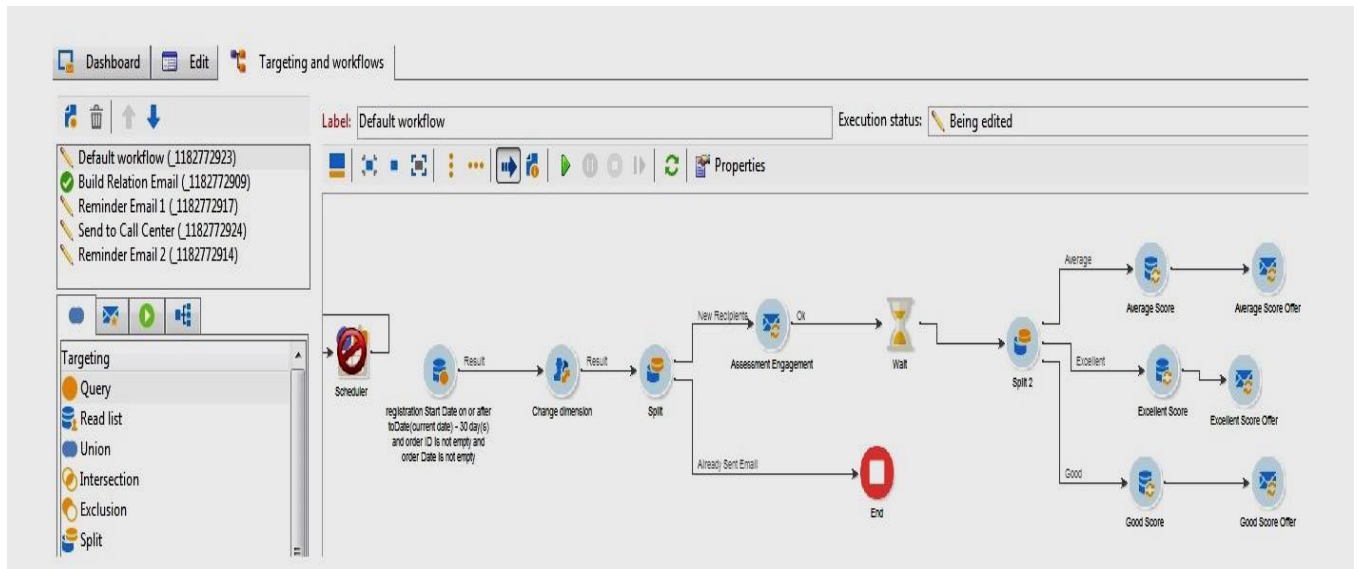 Dashboard Edit Targeting and workflows
Label: Default workflow Execution status: Being edited
Default workflow (_1182772923)
Build Relation Email (_1182772909)
Reminder Email 1 (_1182772917)
Send to Call Center (_1182772924)
Reminder Email 2 (_1182772914)
Properties
Targeting
Query
Read list
Union
Intersection
Exclusion
Split
Scheduler
Result
registration Start Date on or after
toDate(current date) - 30 day(s)
and order ID is not empty and
order Date is not empty
Result
Change dimension
Split
New Recipients
Ok
Assessment Engagement
Wait
Already Sent Email
End
Split 2
Average
Average Score
Average Score Offer
Excellent
Excellent Score
Excellent Score Offer
Good
Good Score
Good Score Offer